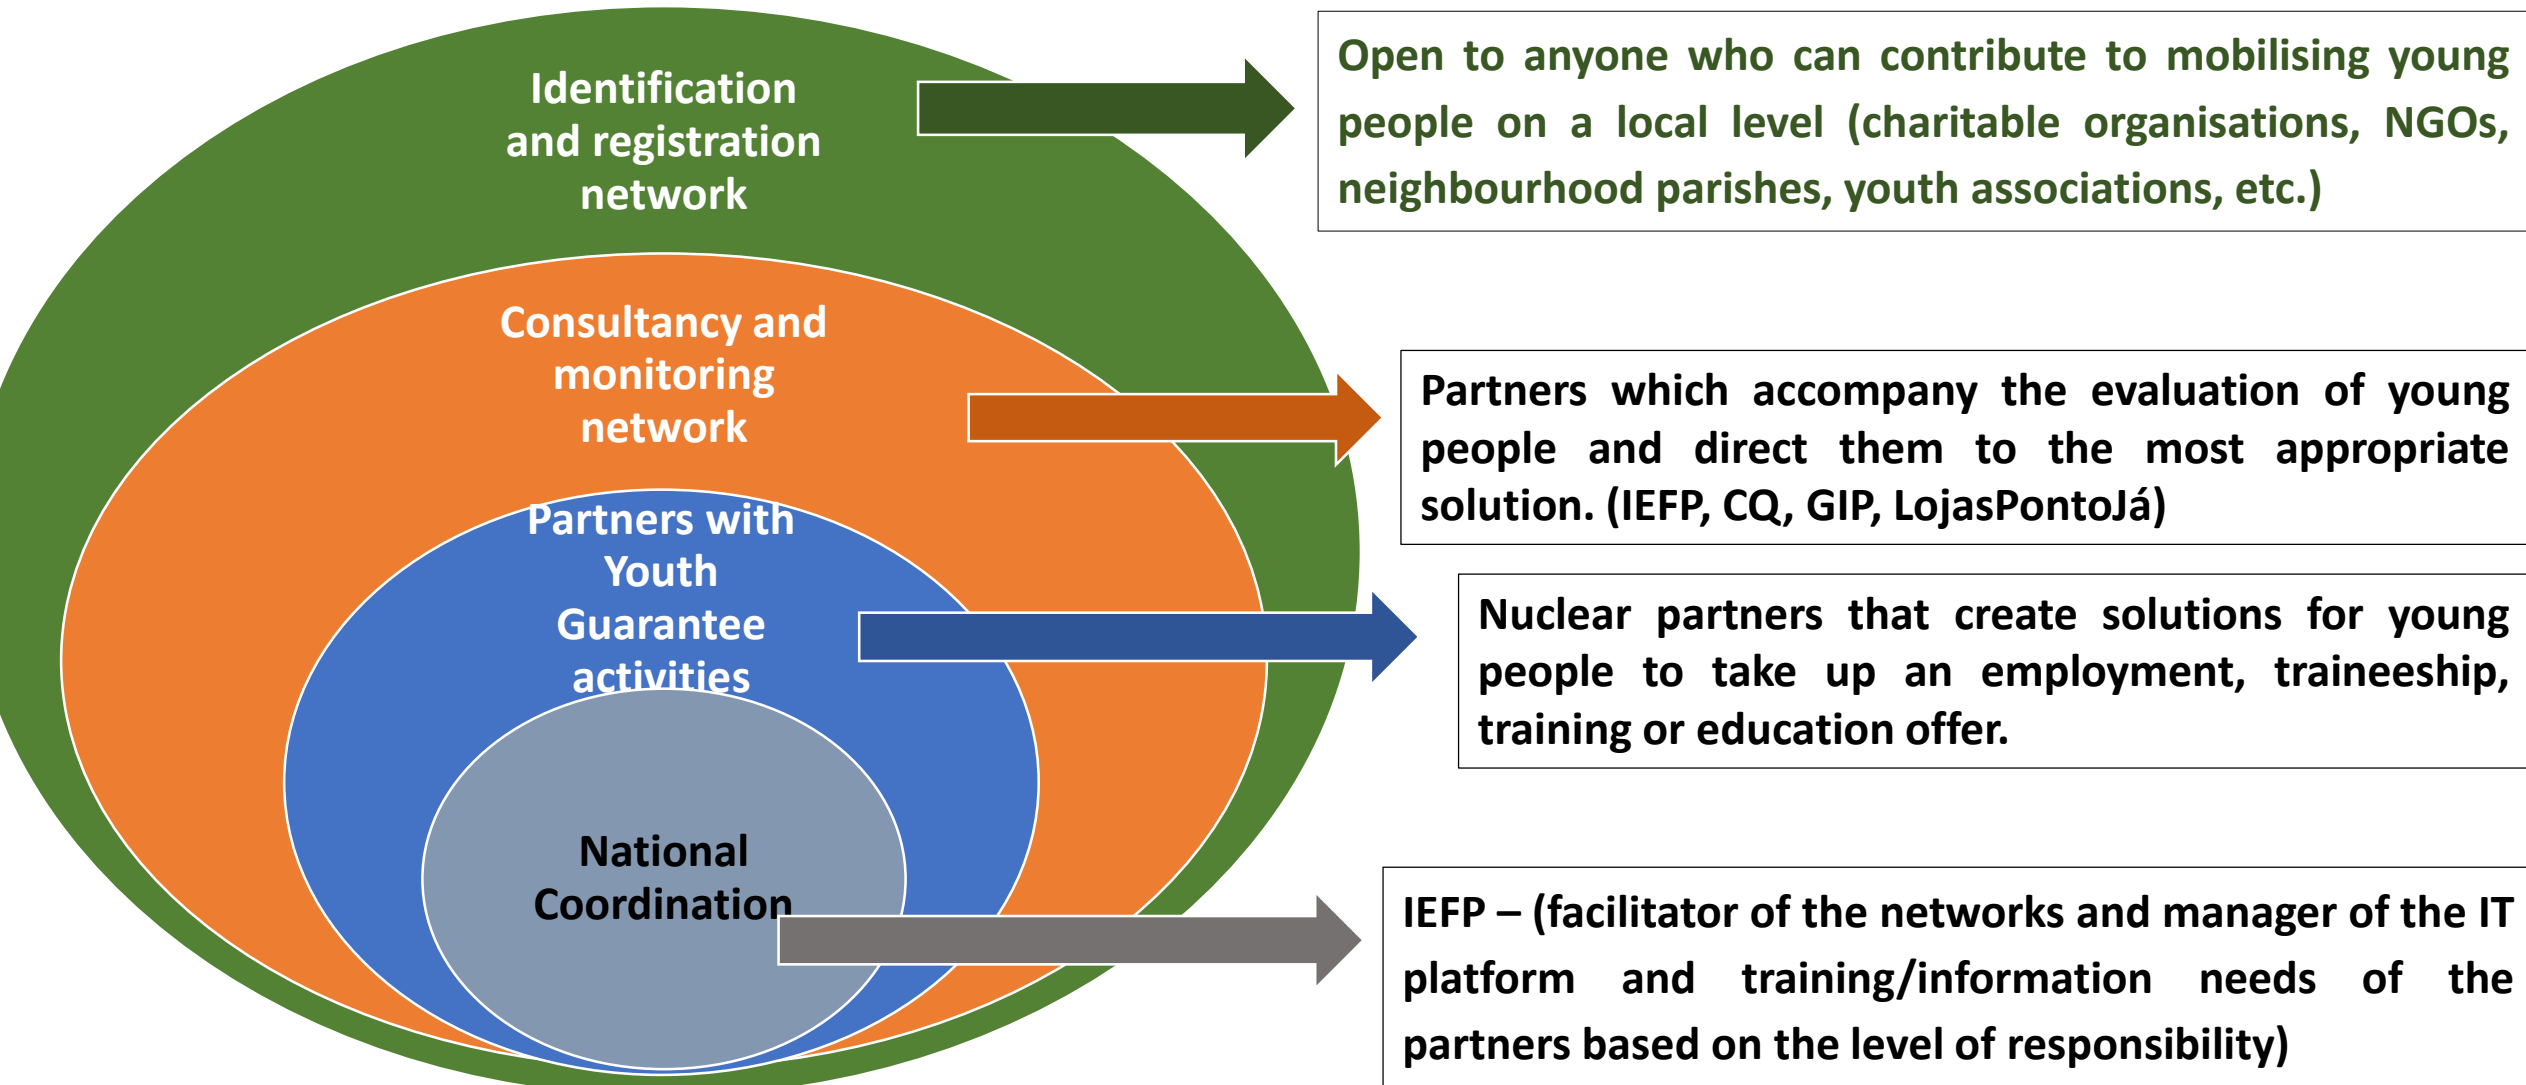 Identification
and registration
network
Open to anyone who can contribute to mobilising young
people on a local level (charitable organisations, NGOs,
neighbourhood parishes, youth associations, etc.)
Consultancy and
monitoring
network
Partners which accompany the evaluation of young
people and direct them to the most appropriate
solution. (IEFP, CQ, GIP, LojasPontoJá)
Partners with
Youth
Guarantee
activities
Nuclear partners that create solutions for young
people to take up an employment, traineeship,
training or education offer.
National
Coordination
IEFP – (facilitator of the networks and manager of the IT
platform and training/information needs of the
partners based on the level of responsibility)